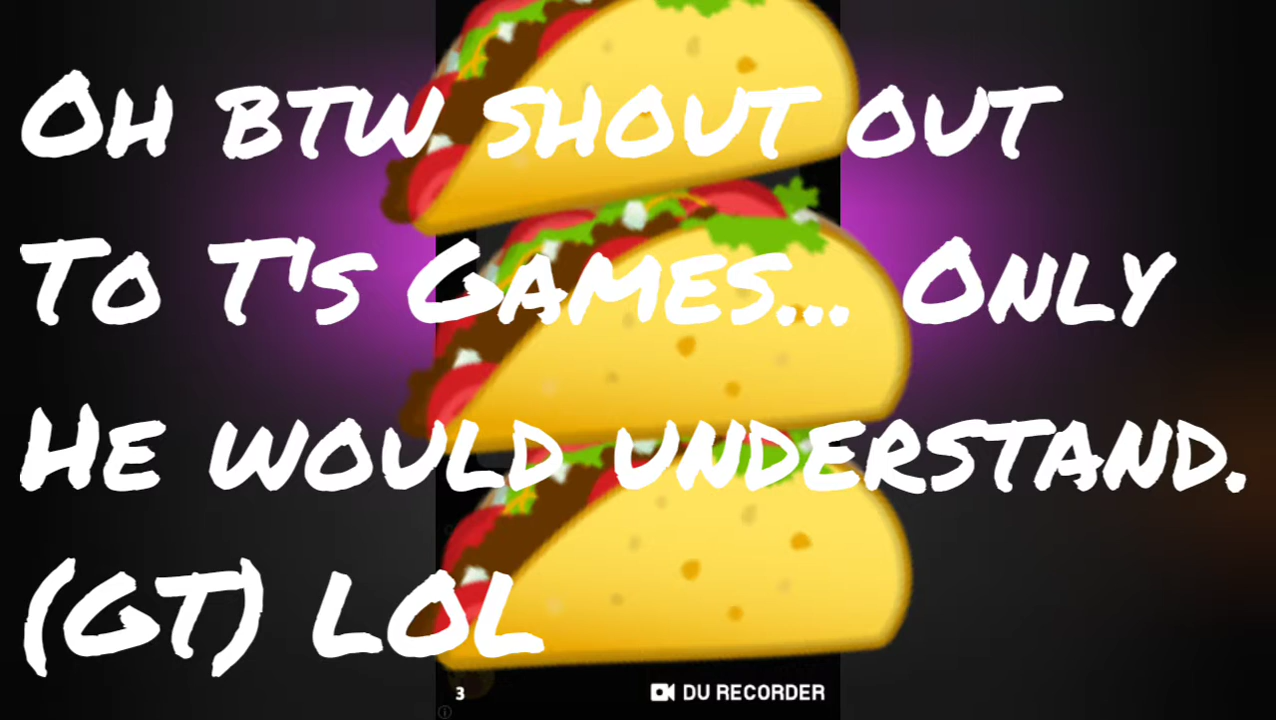 Oh btw shout out
To T's Games... Only
He would understand.
(GT) LOL
3
DU RECORDER